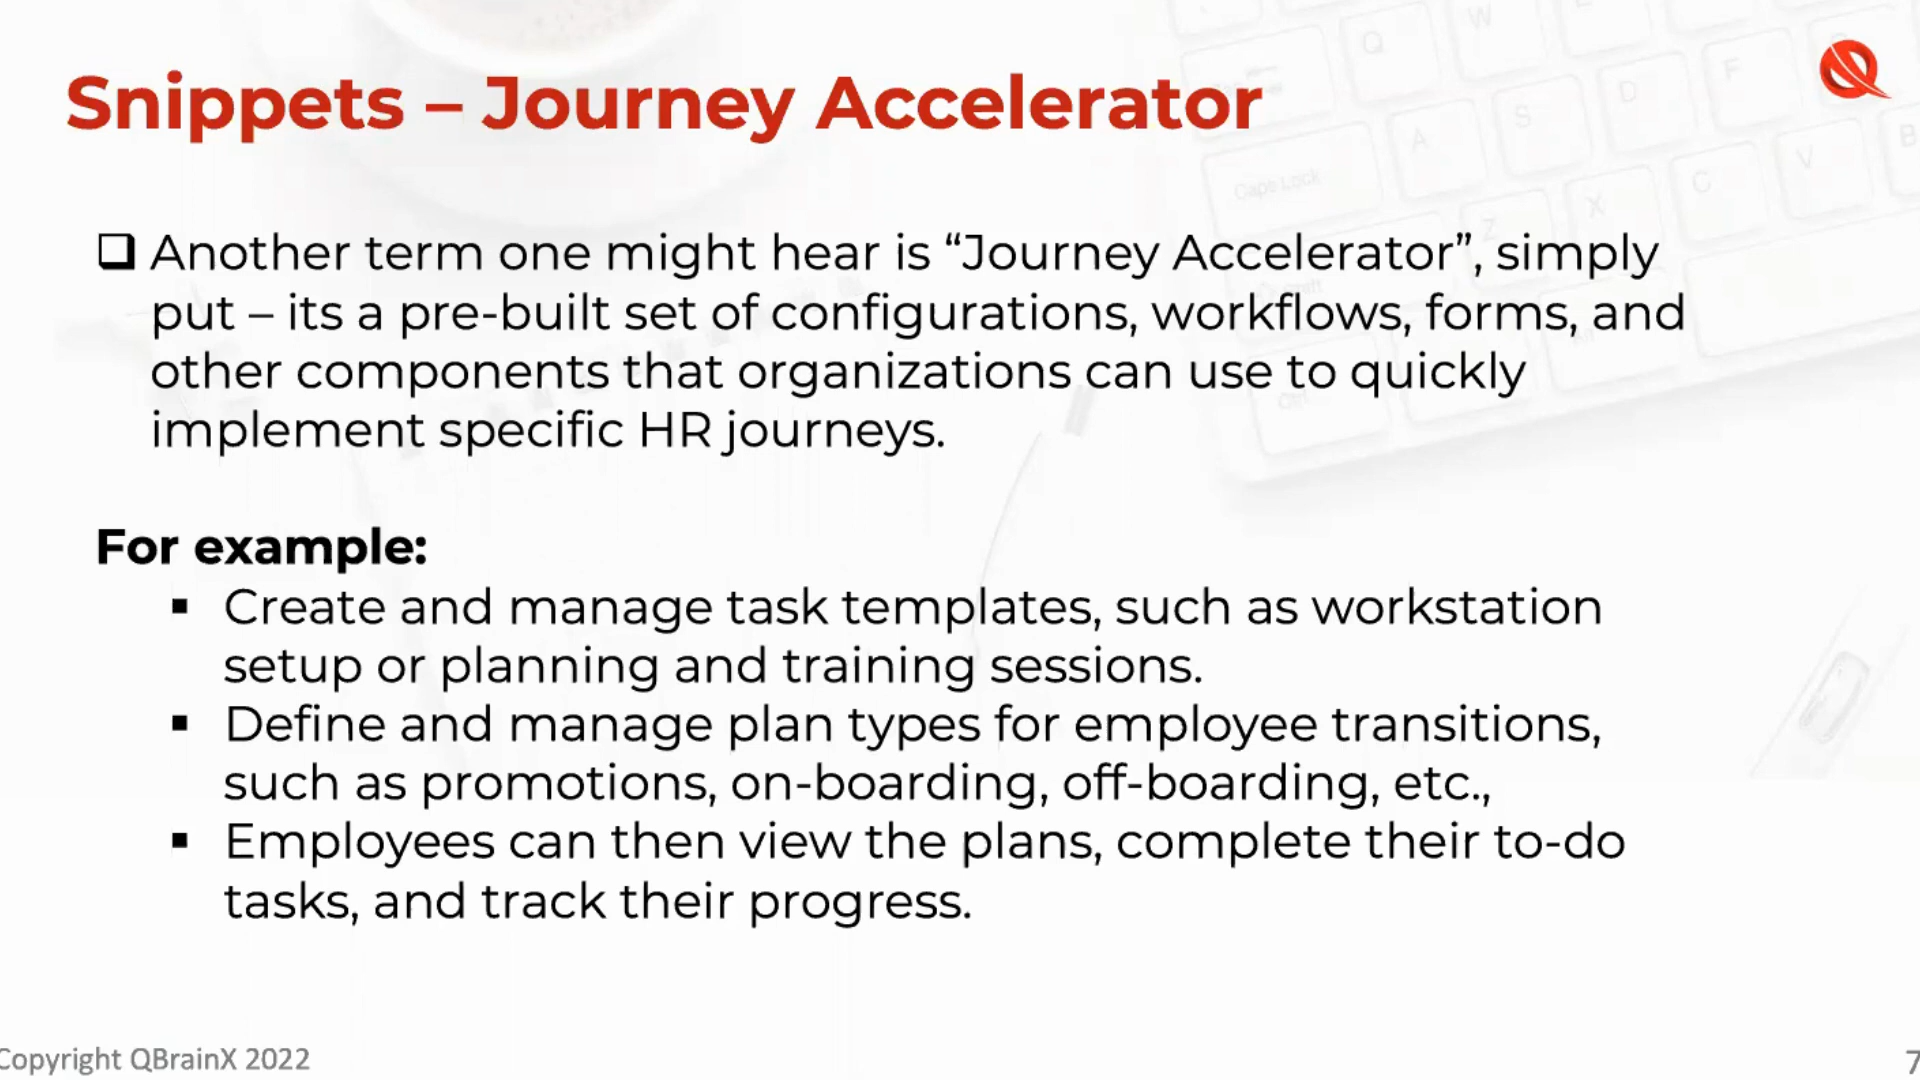 Snippets – Journey Accelerator
❑ Another term one might hear is “Journey Accelerator”, simply
put – its a pre-built set of configurations, workflows, forms, and
other components that organizations can use to quickly
implement specific HR journeys.
For example:
▪ Create and manage task templates, such as workstation
setup or planning and training sessions.
▪ Define and manage plan types for employee transitions,
such as promotions, on-boarding, off-boarding, etc.,
▪ Employees can then view the plans, complete their to-do
tasks, and track their progress.
Copyright QBrainX 2022
7